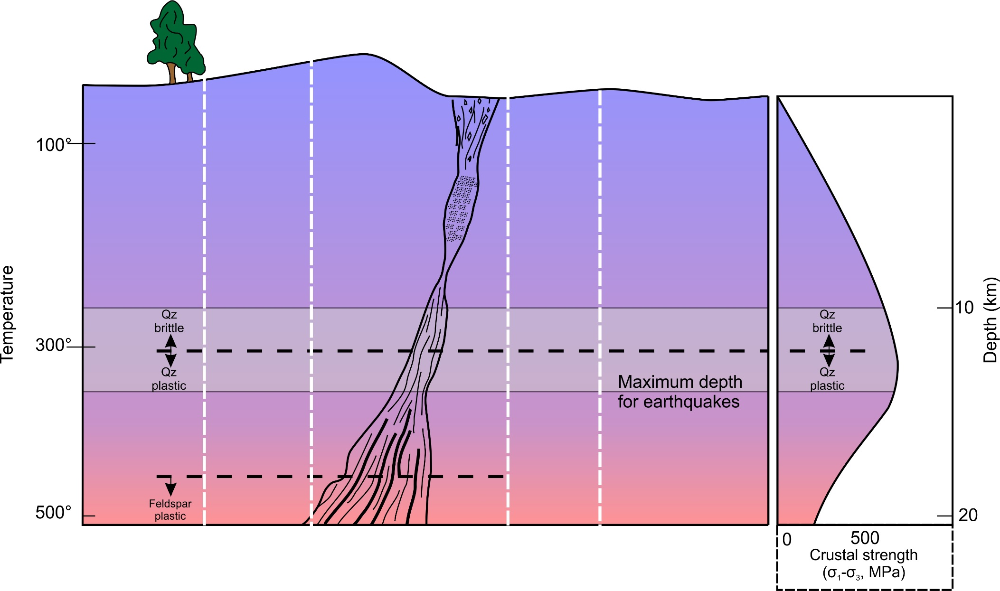 100°
Temperature
Qz
brittle
300°
Qz
plastic
Feldspar
plastic
500°
Maximum depth
for earthquakes
Qz
brittle
Qz
plastic
10
Depth (km)
20
0
500
Crustal strength
(σ₁-σ₃, MPa)